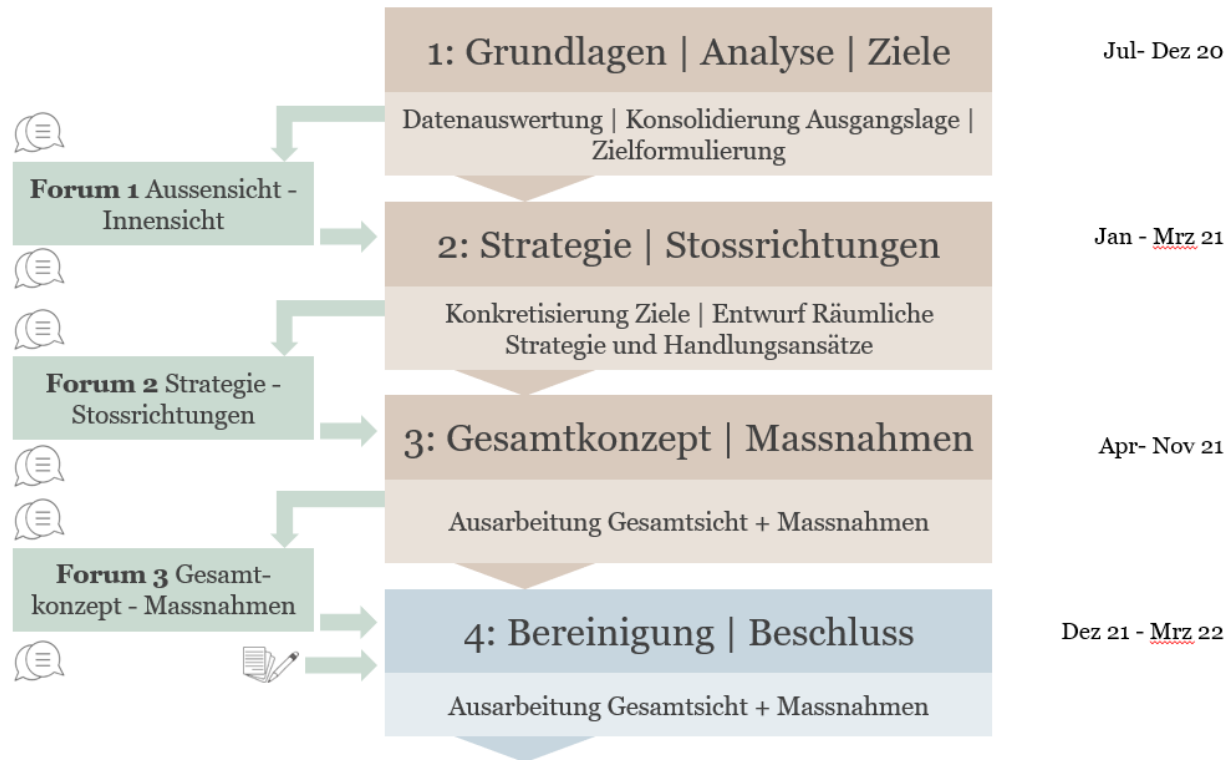 1: Grundlagen | Analyse | Ziele
Jul- Dez 20
Datenauswertung | Konsolidierung Ausgangslage |
Zielformulierung
Forum 1 Aussensicht -
Innensicht
2: Strategie | Stossrichtungen
Jan - Mrz 21
Konkretisierung Ziele | Entwurf Räumliche
Strategie und Handlungsansätze
Forum 2 Strategie -
Stossrichtungen
3: Gesamtkonzept | Massnahmen
Apr- Nov 21
Ausarbeitung Gesamtsicht + Massnahmen
Forum 3 Gesamt-
konzept - Massnahmen
4: Bereinigung | Beschluss
Dez 21 - Mrz 22
Ausarbeitung Gesamtsicht + Massnahmen